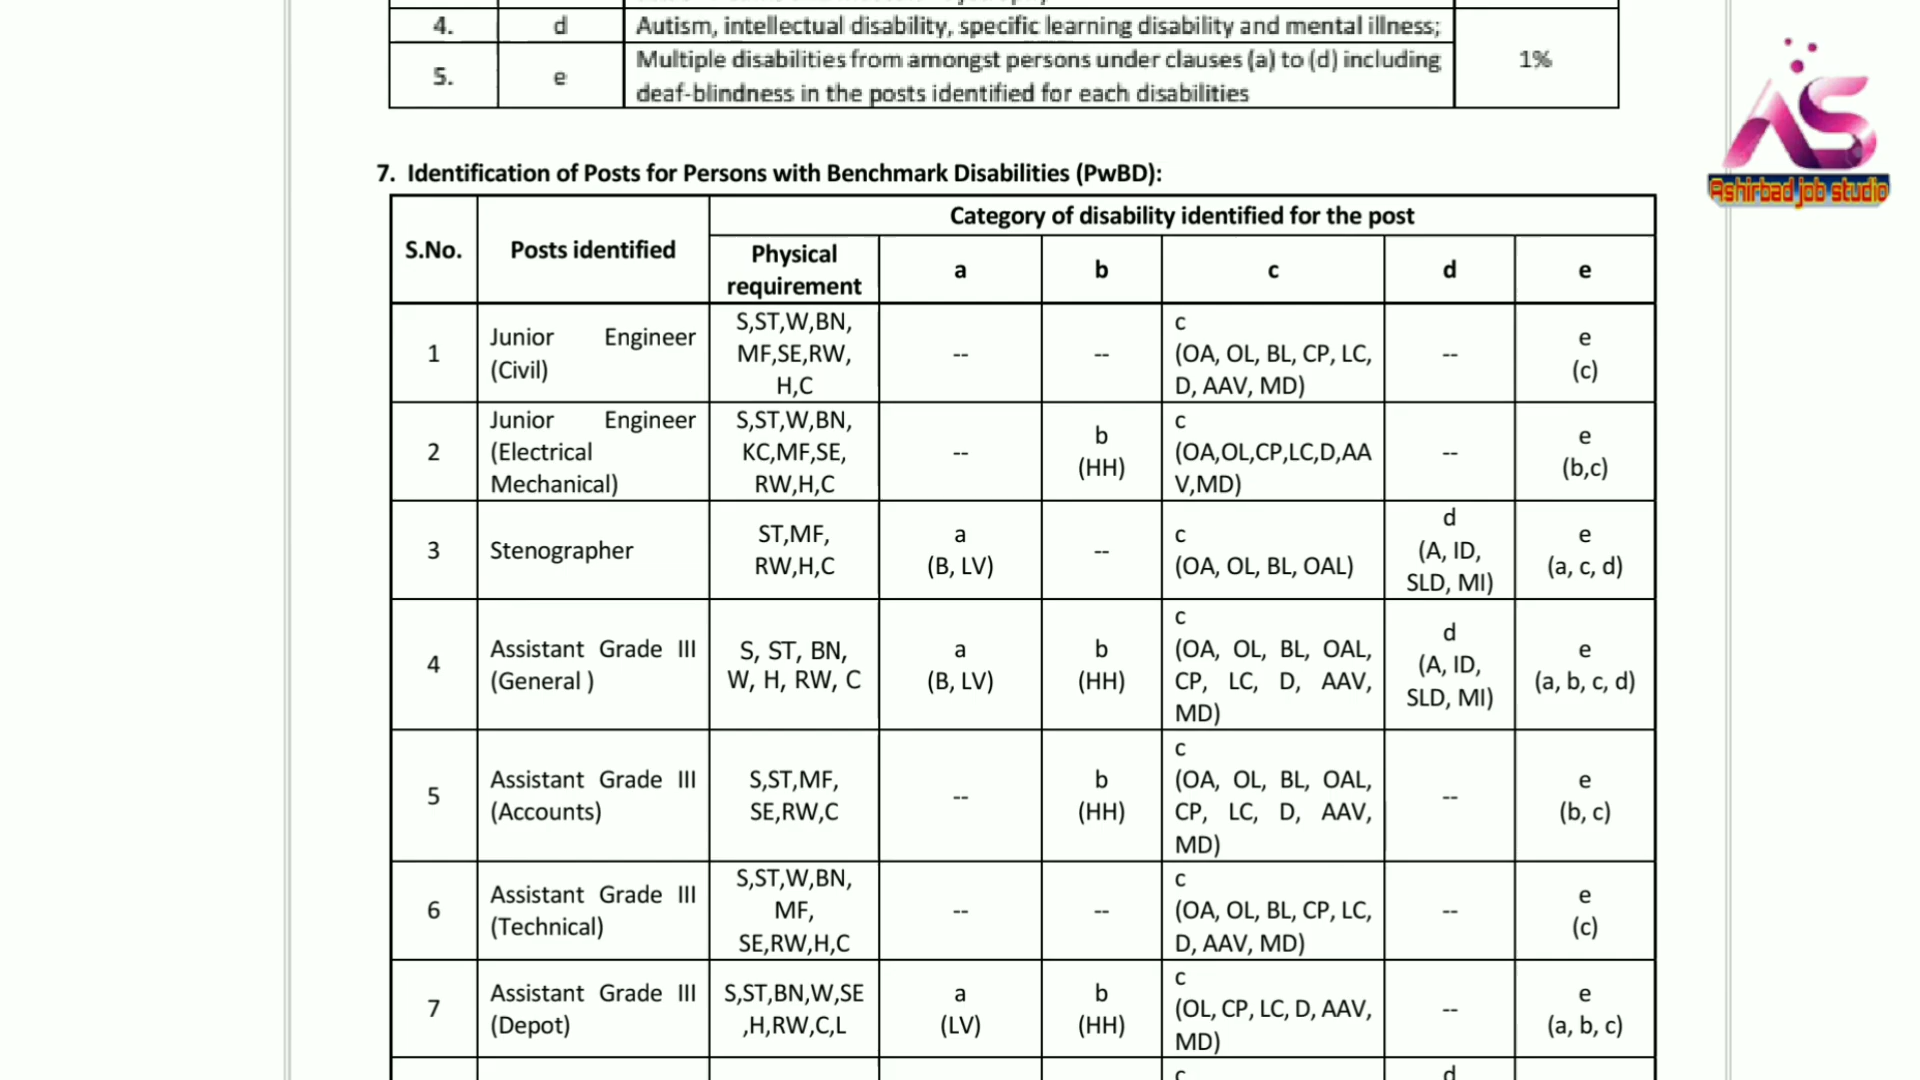 4. d Autism, intellectual disability, specific learning disability and mental illness;
5. e Multiple disabilities from amongst persons under clauses (a) to (d) including 1%
deaf-blindness in the posts identified for each disabilities
AS
Ashirbad job studio
7. Identification of Posts for Persons with Benchmark Disabilities (PwBD):
S.No. Posts identified Category of disability identified for the post
Physical requirement a b c d e
1 Junior Engineer (Civil) S,ST,W,BN, MF,SE,RW, H,C -- -- c (OA, OL, BL, CP, LC, D, AAV, MD) -- e (c)
2 Junior Engineer (Electrical Mechanical) S,ST,W,BN, KC,MF,SE, RW,H,C -- b (HH) c (OA,OL,CP,LC,D,AA V,MD) -- e (b,c)
3 Stenographer ST,MF, RW,H,C a (B, LV) -- c (OA, OL, BL, OAL) d (A, ID, SLD, MI) e (a, c, d)
4 Assistant Grade III (General ) S, ST, BN, W, H, RW, C a (B, LV) b (HH) c (OA, OL, BL, OAL, CP, LC, D, AAV, MD) d (A, ID, SLD, MI) e (a, b, c, d)
5 Assistant Grade III (Accounts) S,ST,MF, SE,RW,C -- b (HH) c (OA, OL, BL, OAL, CP, LC, D, AAV, MD) -- e (b, c)
6 Assistant Grade III (Technical) S,ST,W,BN, MF, SE,RW,H,C -- -- c (OA, OL, BL, CP, LC, D, AAV, MD) -- e (c)
7 Assistant Grade III (Depot) S,ST,BN,W,SE ,H,RW,C,L a (LV) b (HH) c (OL, CP, LC, D, AAV, MD) -- e (a, b, c)
c d